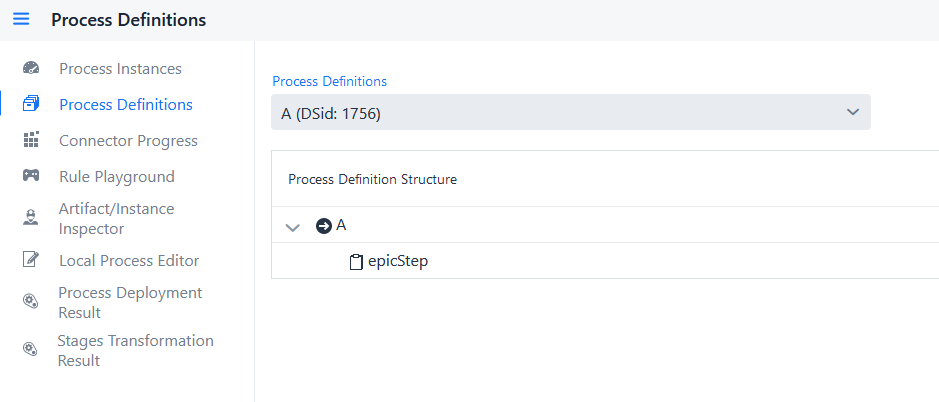 Process Definitions
Process Instances
Process Definitions
Connector Progress
Rule Playground
Artifact/Instance
Inspector
Local Process Editor
Process Deployment
Result
Stages Transformation
Result
Process Definitions
A (DSid: 1756)
Process Definition Structure
A
epicStep